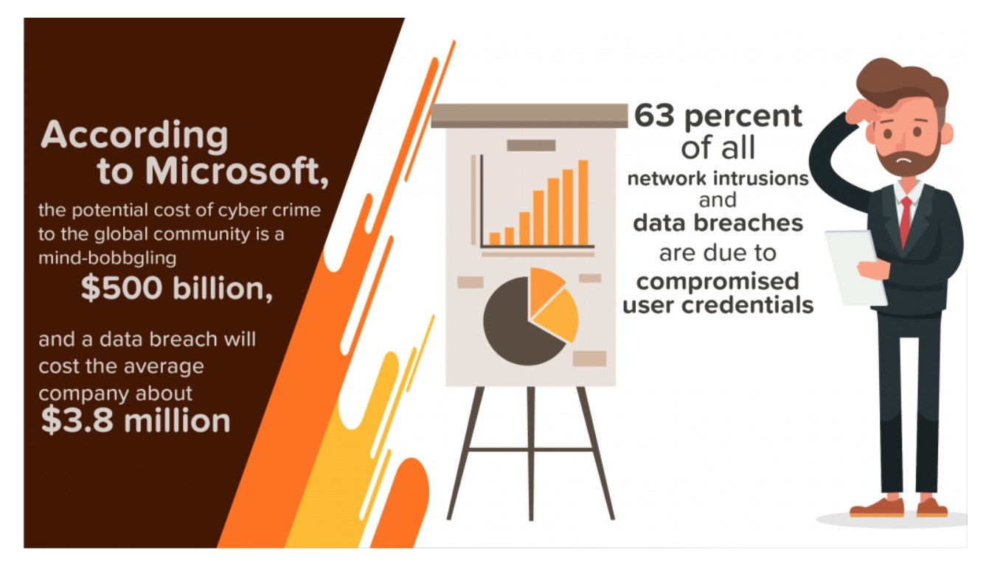 According
to Microsoft,
the potential cost of cyber crime
to the global community is a
mind-bobbgling
$500 billion,
and a data breach will
cost the average
company about
$3.8 million
63 percent
of all
network intrusions
and
data breaches
are due to
compromised
user credentials